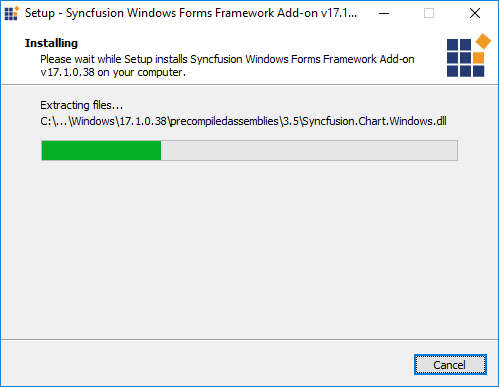 Setup - Syncfusion Windows Forms Framework Add-on v17.1...
Installing
Please wait while Setup installs Syncfusion Windows Forms Framework Add-on
v17.1.0.38 on your computer.
Extracting files...
C:\...\Windows\17.1.0.38\precompiledassemblies\3.5\Syncfusion.Chart.Windows.dll
Cancel